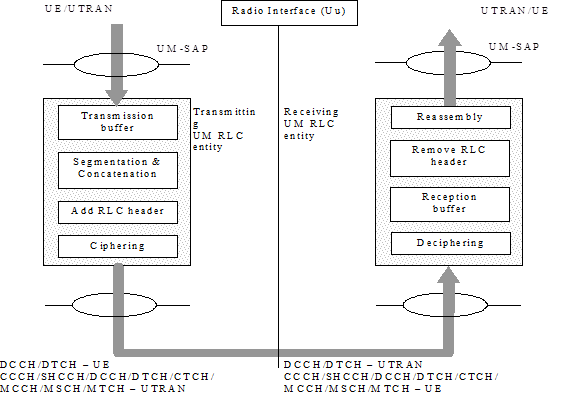 UE/UTRAN
Radio Interface (Uu)
UTRAN/UE
UM-SAP
UM-SAP
Transmission
buffer
Segmentation &
Concatenation
Add RLC header
Ciphering
Transmittin
g
UM RLC
entity
Receiving
UM RLC
entity
Reassembly
Remove RLC
header
Reception
buffer
Deciphering
DCCH/DTCH – UE
CCCH/SHCCH/DCCH/DTCH/CTCH/
MCCH/MSCH/MTCH – UTRAN
DCCH/DTCH – UTRAN
CCCH/SHCCH/DCCH/DTCH/CTCH/
MCCH/MSCH/MTCH – UE